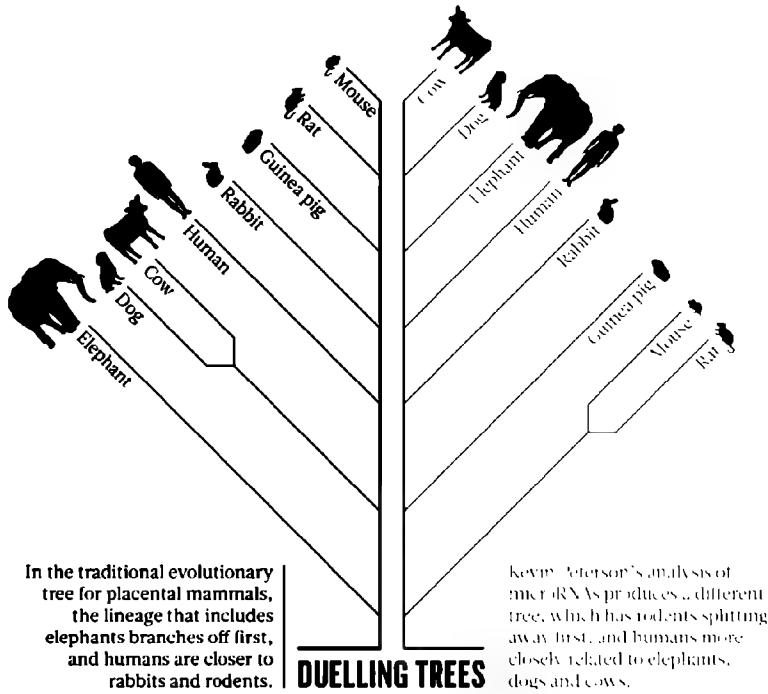 Mouse
Rat
Guinea pig
Rabbit
Human
Cow
Dog
Elephant
Cow
Dog
Elephant
Human
Rabbit
Guinea pig
Mouse
Rat
In the traditional evolutionary
tree for placental mammals,
the lineage that includes
elephants branches off first,
and humans are closer to
rabbits and rodents.
DUELLING TREES
Kevin Peterson's analysis of
microRNAs produces a different
tree, which has rodents splitting
away first, and humans more
closely related to elephants,
dogs and cows.